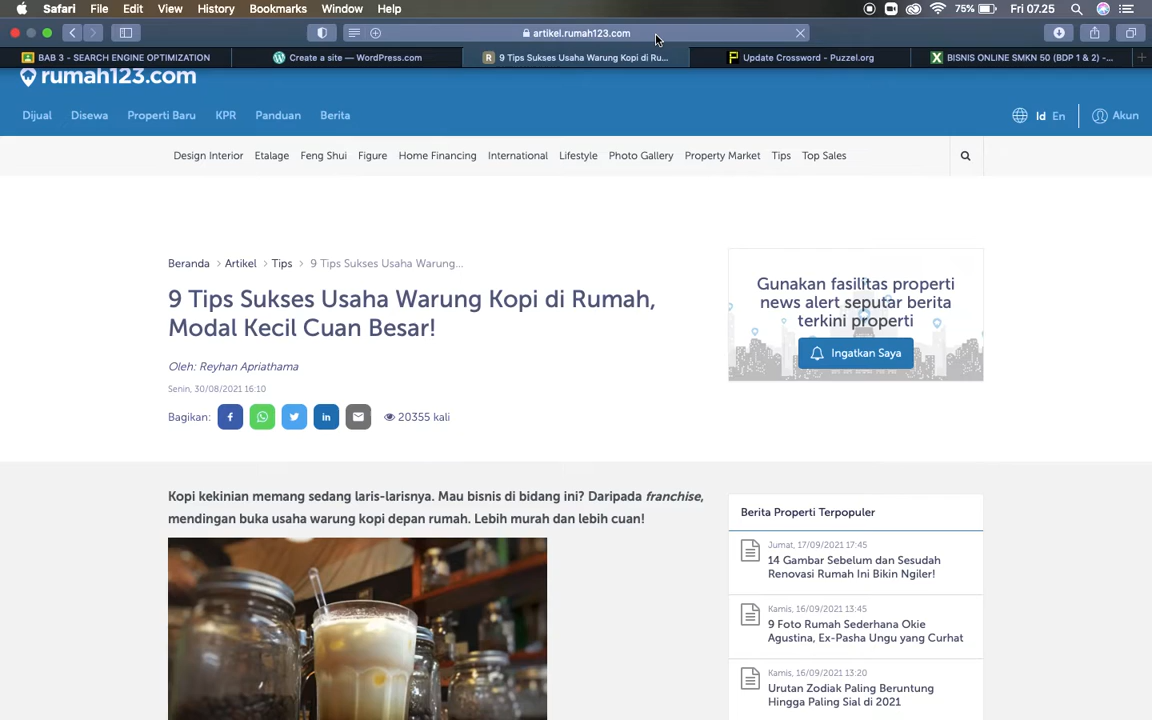 Safari File Edit View History Bookmarks Window Help 75% Fri 07.25
artikel.rumah123.com
BAB 3 - SEARCH ENGINE OPTIMIZATION Create a site — WordPress.com R 9 Tips Sukses Usaha Warung Kopi di Ru... Update Crossword - Puzzel.org BISNIS ONLINE SMKN 50 (BDP 1 & 2) -...
rumah123.com
Dijual Disewa Properti Baru KPR Panduan Berita Id En Akun
Design Interior Etalage Feng Shui Figure Home Financing International Lifestyle Photo Gallery Property Market Tips Top Sales
Beranda > Artikel > Tips > 9 Tips Sukses Usaha Warung...
9 Tips Sukses Usaha Warung Kopi di Rumah,
Modal Kecil Cuan Besar!
Oleh: Reyhan Apriathama
Senin, 30/08/2021 16:10
Bagikan: 20355 kali
Gunakan fasilitas properti
news alert seputar berita
terkini properti
Ingatkan Saya
Kopi kekinian memang sedang laris-larisnya. Mau bisnis di bidang ini? Daripada franchise,
mendingan buka usaha warung kopi depan rumah. Lebih murah dan lebih cuan!
Berita Properti Terpopuler
Jumat, 17/09/2021 17:45
14 Gambar Sebelum dan Sesudah
Renovasi Rumah Ini Bikin Ngiler!
Kamis, 16/09/2021 13:45
9 Foto Rumah Sederhana Okie
Agustina, Ex-Pasha Ungu yang Curhat
Kamis, 16/09/2021 13:20
Urutan Zodiak Paling Beruntung
Hingga Paling Sial di 2021